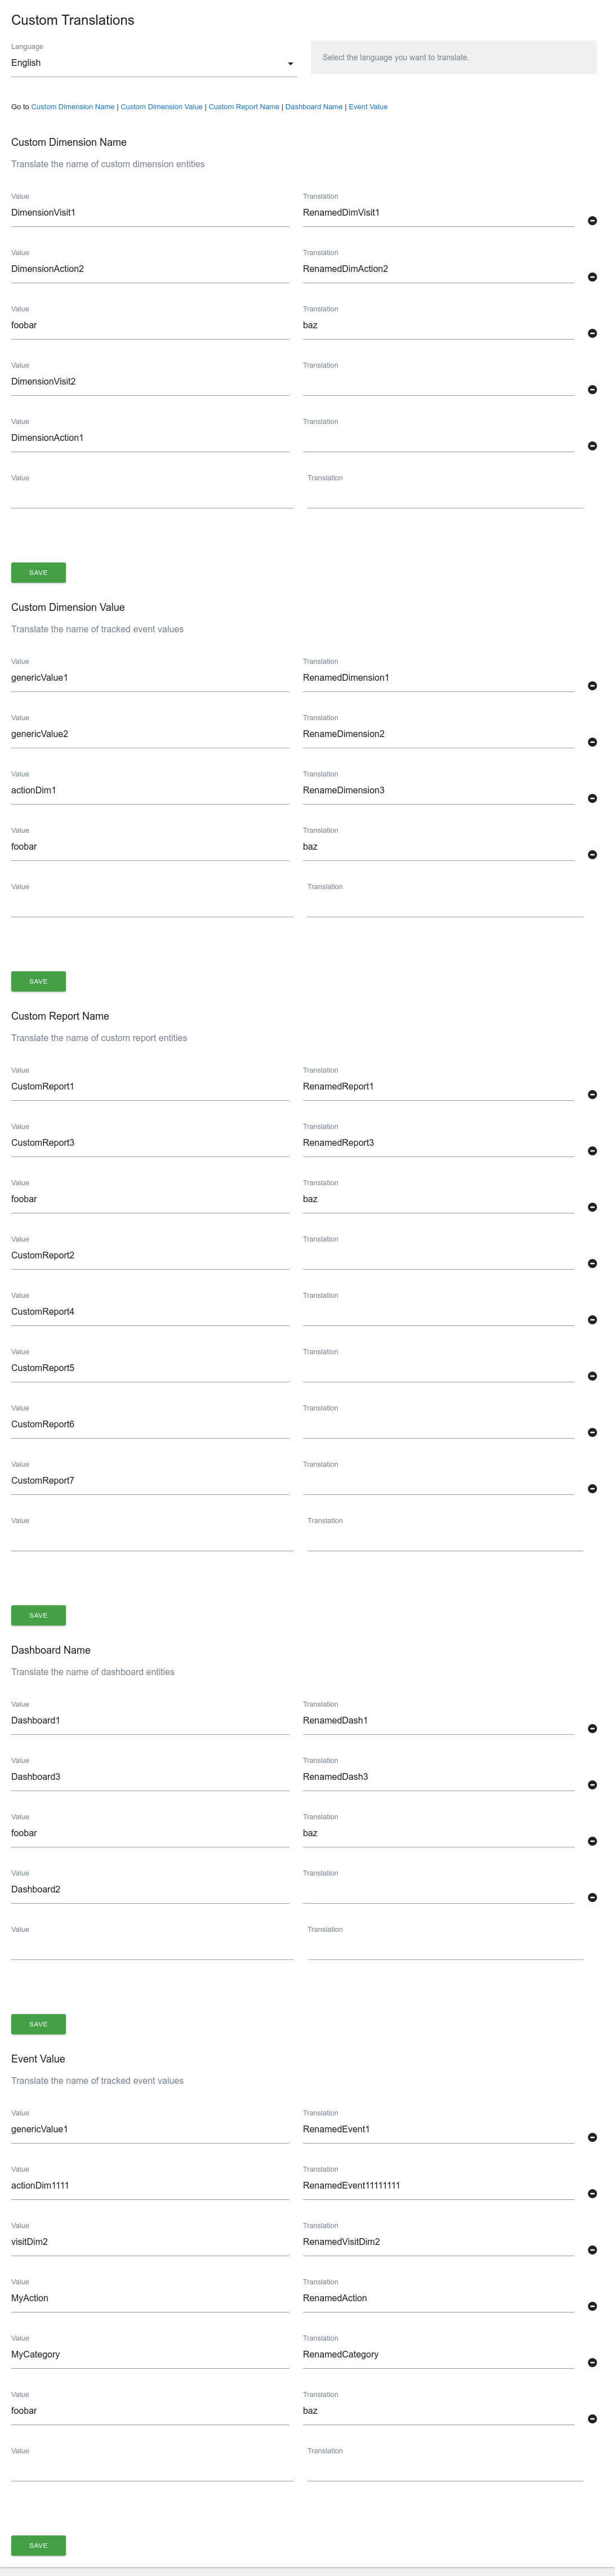 Custom Translations
Language
English
Select the language you want to translate.
Go to Custom Dimension Name | Custom Dimension Value | Custom Report Name | Dashboard Name | Event Value
Custom Dimension Name
Translate the name of custom dimension entities
Value Translation
DimensionVisit1 RenamedDimVisit1
Value Translation
DimensionAction2 RenamedDimAction2
Value Translation
foobar baz
Value Translation
DimensionVisit2
Value Translation
DimensionAction1
Value Translation
SAVE
Custom Dimension Value
Translate the name of tracked event values
Value Translation
genericValue1 RenamedDimension1
Value Translation
genericValue2 RenameDimension2
Value Translation
actionDim1 RenameDimension3
Value Translation
foobar baz
Value Translation
SAVE
Custom Report Name
Translate the name of custom report entities
Value Translation
CustomReport1 RenamedReport1
Value Translation
CustomReport3 RenamedReport3
Value Translation
foobar baz
Value Translation
CustomReport2
Value Translation
CustomReport4
Value Translation
CustomReport5
Value Translation
CustomReport6
Value Translation
CustomReport7
Value Translation
SAVE
Dashboard Name
Translate the name of dashboard entities
Value Translation
Dashboard1 RenamedDash1
Value Translation
Dashboard3 RenamedDash3
Value Translation
foobar baz
Value Translation
Dashboard2
Value Translation
SAVE
Event Value
Translate the name of tracked event values
Value Translation
genericValue1 RenamedEvent1
Value Translation
actionDim1111 RenamedEvent11111111
Value Translation
visitDim2 RenamedVisitDim2
Value Translation
MyAction RenamedAction
Value Translation
MyCategory RenamedCategory
Value Translation
foobar baz
Value Translation
SAVE